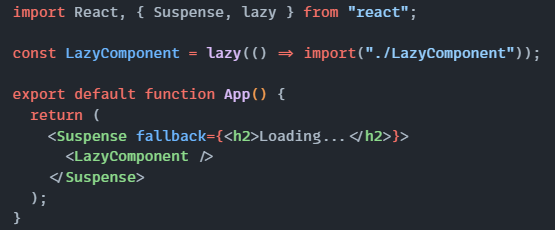 import React, { Suspense, lazy } from "react";
const LazyComponent = lazy(() => import("./LazyComponent"));
export default function App() {
  return (
    <Suspense fallback={<h2>Loading...</h2>}>
      <LazyComponent />
    </Suspense>
  );
}